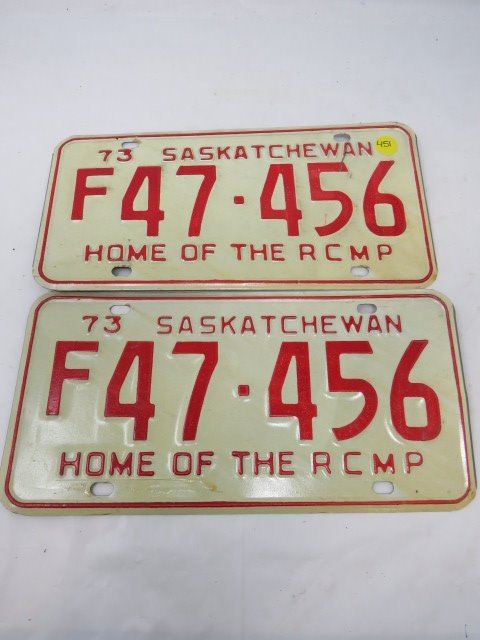 73 SASKATCHEWAN 451
F47·456
HOME OF THE RCMP
73 SASKATCHEWAN
F47·456
HOME OF THE RCMP